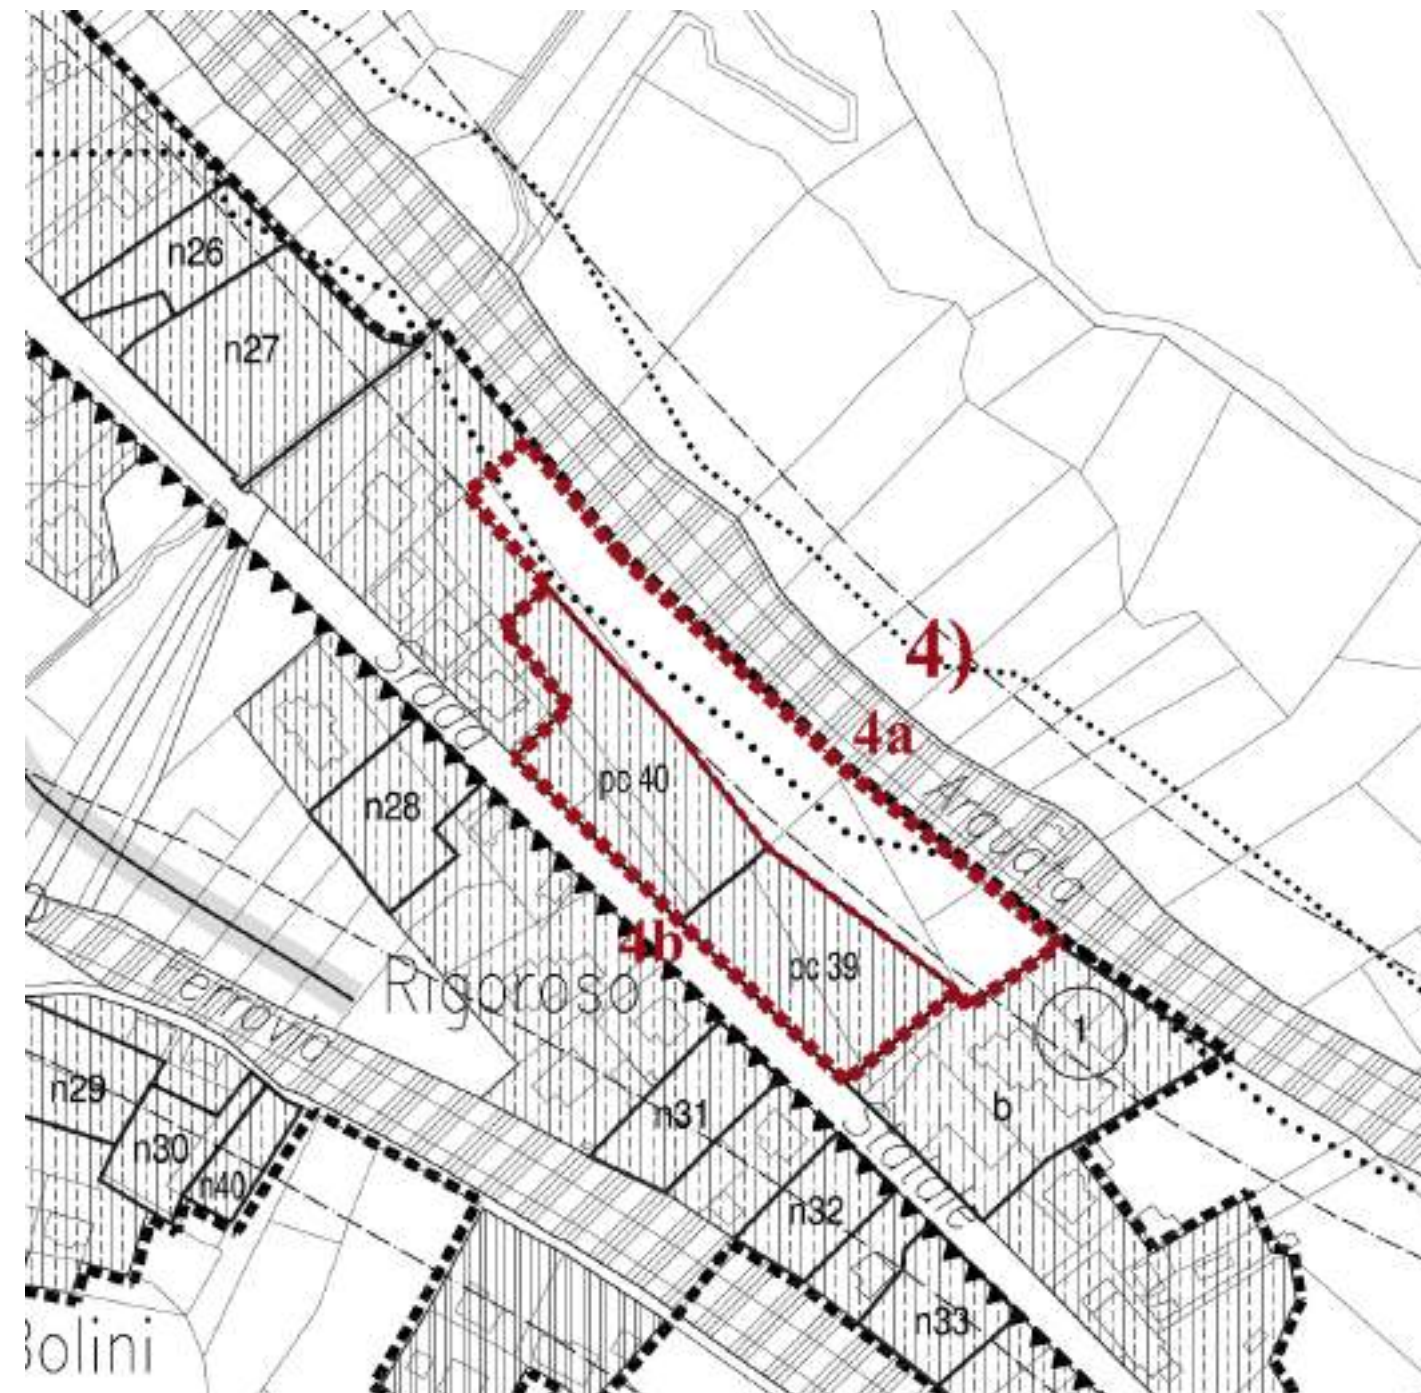 n26
n27
4)
4a
Strada
pc 40
Arquata
n28
4b
pc 39
Rigoroso
Ferrovia
1
n29
n31
b
n30
n40
Statale
n32
n33
Bolini